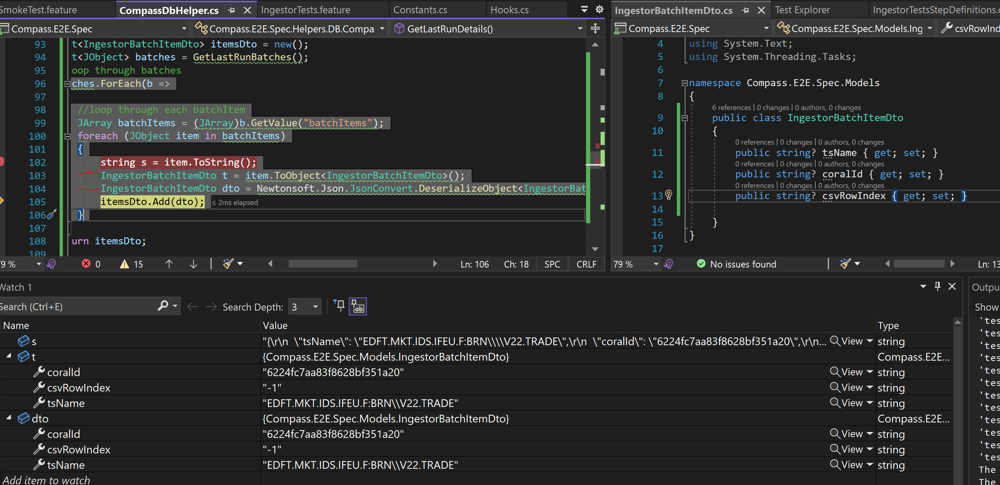 SmokeTest.feature
CompassDbHelper.cs
IngestorTests.feature
Constants.cs
Hooks.cs
Compass.E2E.Spec
Compass.E2E.Spec.Helpers.DB.Compa
GetLastRunDetails()
93 t<IngestorBatchItemDto> itemsDto = new();
94 t<JObject> batches = GetLastRunBatches();
95 oop through batches
96 ches.ForEach(b =>
97
98 //loop through each batchItem
99 JArray batchItems = (JArray)b.GetValue("batchItems");
100 foreach (JObject item in batchItems)
101 {
102 string s = item.ToString();
103 IngestorBatchItemDto t = item.ToObject<IngestorBatchItemDto>();
104 IngestorBatchItemDto dto = Newtonsoft.Json.JsonConvert.DeserializeObject<IngestorBat
105 itemsDto.Add(dto); ≤ 2ms elapsed
106 }
107
108 urn itemsDto;
109
79 % 0 15 Ln: 106 Ch: 18 SPC CRLF
IngestorBatchItemDto.cs
Test Explorer
IngestorTestsStepDefinitions.c
Compass.E2E.Spec
Compass.E2E.Spec.Models.Ing
csvRowInd
4 using System.Text;
5 using System.Threading.Tasks;
6
7 namespace Compass.E2E.Spec.Models
8 {
6 references | 0 changes | 0 authors, 0 changes
9 public class IngestorBatchItemDto
10 {
0 references | 0 changes | 0 authors, 0 changes
11 public string? tsName { get; set; }
0 references | 0 changes | 0 authors, 0 changes
12 public string? coralId { get; set; }
0 references | 0 changes | 0 authors, 0 changes
13 public string? csvRowIndex { get; set; }
14
15 }
16 }
17
79 % No issues found Ln: 13
Watch 1
Search (Ctrl+E) Search Depth: 3
Name Value Type
s "{\r\n  \"tsName\": \"EDFT.MKT.IDS.IFEU.F:BRN\\\\V22.TRADE\",\r\n  \"coralId\": \"6224fc7aa83f8628bf351a20\",\r\n... View string
t {Compass.E2E.Spec.Models.IngestorBatchItemDto} Compass.E2E...
coralId "6224fc7aa83f8628bf351a20" View string
csvRowIndex "-1" View string
tsName "EDFT.MKT.IDS.IFEU.F:BRN\\V22.TRADE" View string
dto {Compass.E2E.Spec.Models.IngestorBatchItemDto} Compass.E2E...
coralId "6224fc7aa83f8628bf351a20" View string
csvRowIndex "-1" View string
tsName "EDFT.MKT.IDS.IFEU.F:BRN\\V22.TRADE" View string
Add item to watch
Outpu
Show
'tes
'tes
'tes
'tes
'tes
'tes
'tes
'tes
'tes
'tes
'tes
'tes
The
The